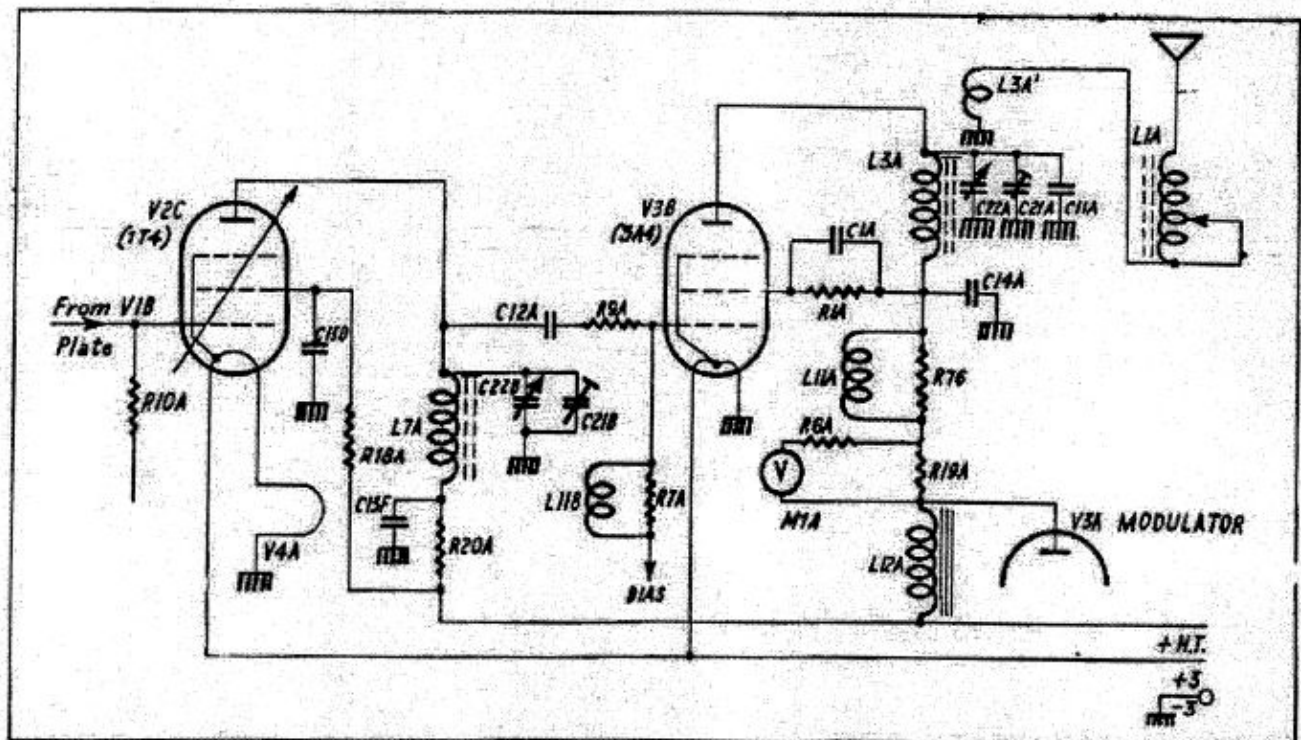 L3A'
L1A
L3A
C22A
C21A
C11A
V2C
(1T4)
V3B
(3A4)
C1A
R1A
C14A
From V1B
Plate
C15D
C12A
R9A
R10A
L7A
C22B
C21B
L11A
R76
R18A
R6A
V
L11B
R7A
R19A
M1A
C15F
V3A MODULATOR
V4A
R20A
L12A
BIAS
+ H.T.
+3
-3